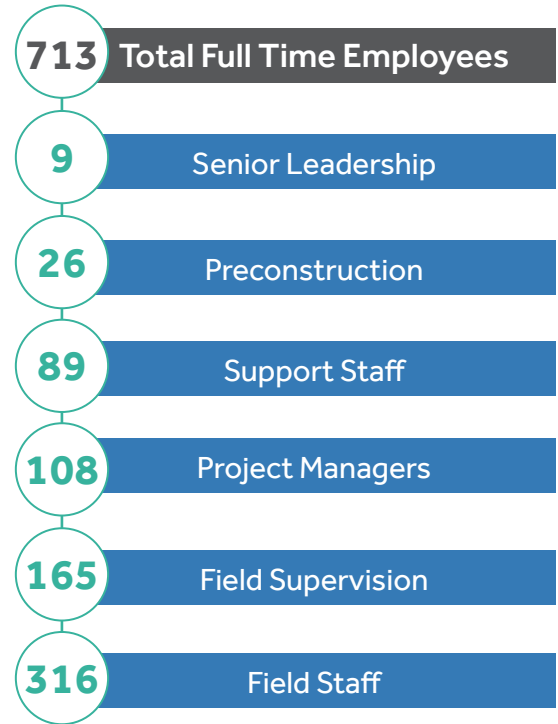 713 Total Full Time Employees
9 Senior Leadership
26 Preconstruction
89 Support Staff
108 Project Managers
165 Field Supervision
316 Field Staff